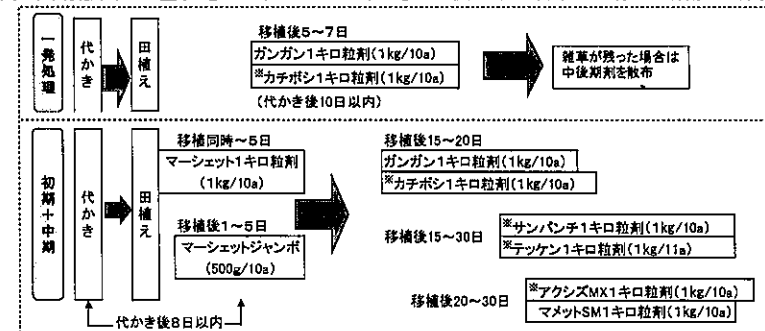 一発処理
代かき
田植え
移植後5～7日
ガンガン1キロ粒剤(1kg/10a)
※カチボシ1キロ粒剤(1kg/10a)
(代かき後10日以内)
雑草が残った場合は
中後期剤を散布
初期＋中期
代かき
田植え
移植同時～5日
マーシェット1キロ粒剤
(1kg/10a)
移植後1～5日
マーシェットジャンボ
(500g/10a)
代かき後8日以内
移植後15～20日
ガンガン1キロ粒剤(1kg/10a)
※カチボシ1キロ粒剤(1kg/10a)
移植後15～30日
※サンパンチ1キロ粒剤(1kg/10a)
※テッケン1キロ粒剤(1kg/11a)
移植後20～30日
※アクシズMX1キロ粒剤(1kg/10a)
マメットSM1キロ粒剤(1kg/10a)